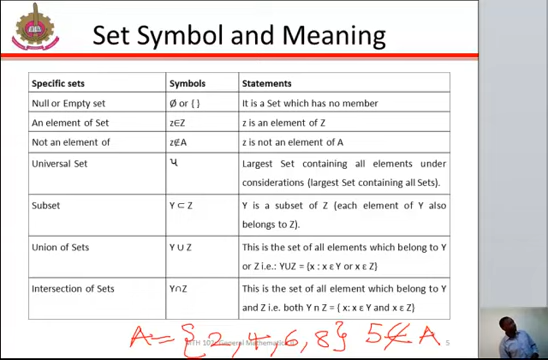 Set Symbol and Meaning
Specific sets Symbols Statements
Null or Empty set Ø or { } It is a Set which has no member
An element of Set z∈Z z is an element of Z
Not an element of z∉A z is not an element of A
Universal Set Ⴗ Largest Set containing all elements under
considerations (largest Set containing all Sets).
Subset Y ⊂ Z Y is a subset of Z (each element of Y also
belongs to Z).
Union of Sets Y ∪ Z This is the set of all elements which belong to Y
or Z i.e.: YUZ = {x : x ε Y or x ε Z}
Intersection of Sets Y∩Z This is the set of all element which belong to Y
and Z i.e. both Y n Z = { x: x ε Y and x ε Z}
A = {2, 4, 6, 8} 5 ∉ A
General Mathematics 5